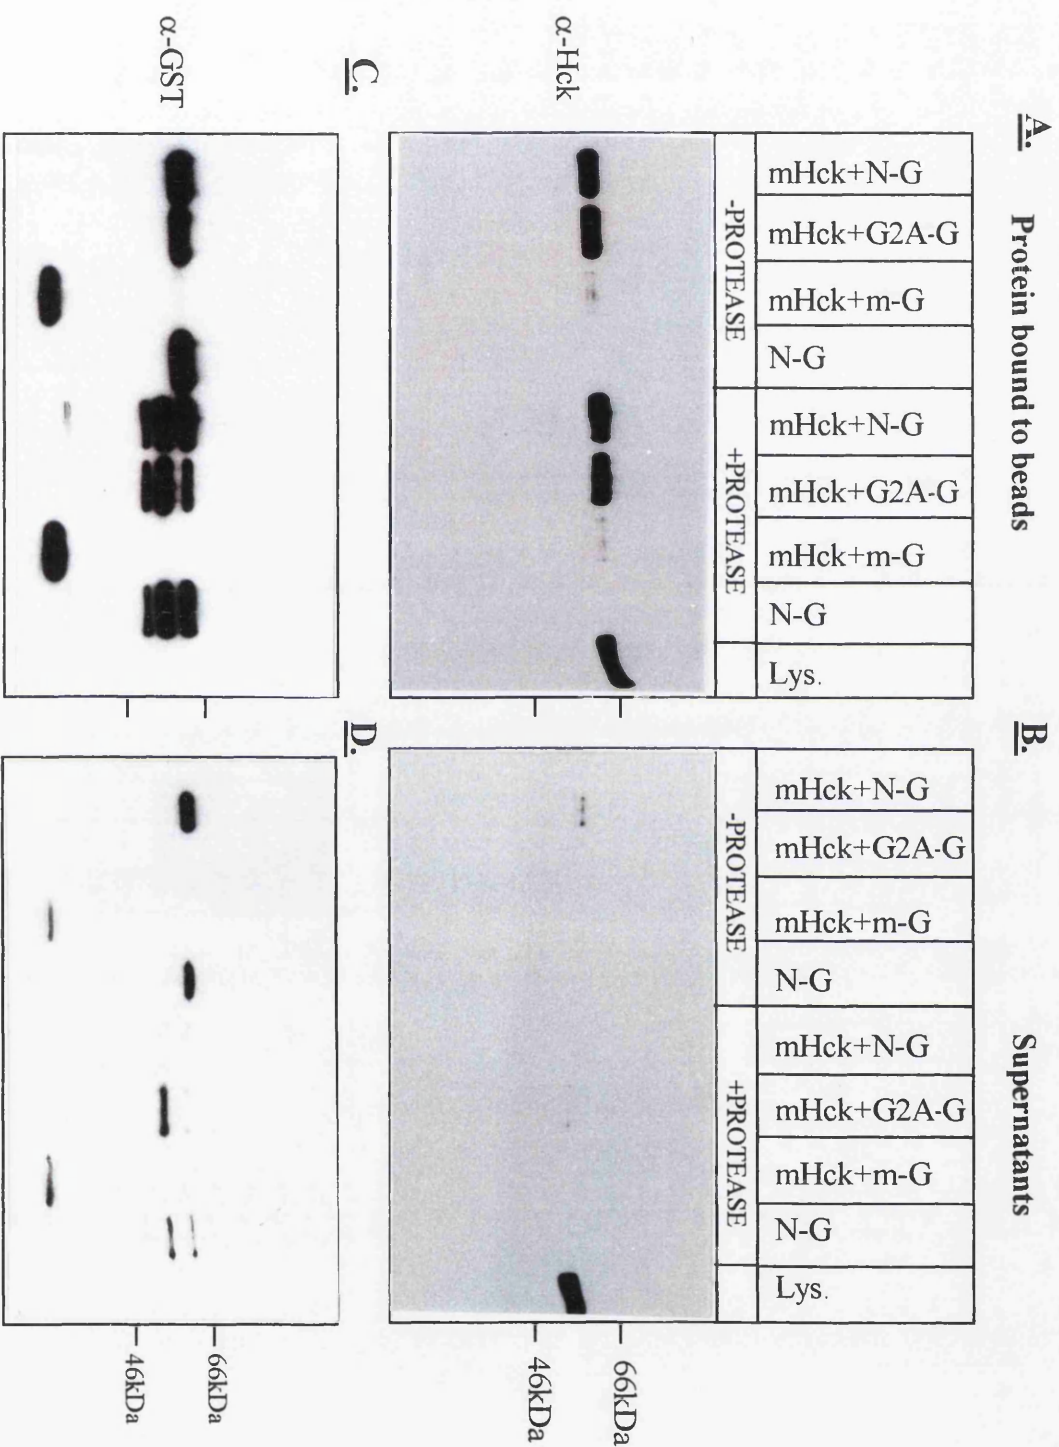 A.
Protein bound to beads
mHck+N-G
mHck+G2A-G
mHck+m-G
N-G
mHck+N-G
mHck+G2A-G
mHck+m-G
N-G
Lys.
-PROTEASE
+PROTEASE
α-Hck
B.
Supernatants
mHck+N-G
mHck+G2A-G
mHck+m-G
N-G
mHck+N-G
mHck+G2A-G
mHck+m-G
N-G
Lys.
-PROTEASE
+PROTEASE
66kDa
46kDa
C.
α-GST
D.
66kDa
46kDa